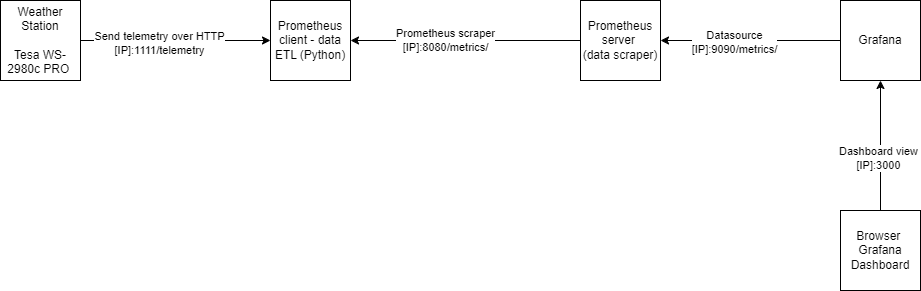 Weather
Station
Tesa WS-
2980c PRO
Send telemetry over HTTP
[IP]:1111/telemetry
Prometheus
client - data
ETL (Python)
Prometheus scraper
[IP]:8080/metrics/
Prometheus
server
(data scraper)
Datasource
[IP]:9090/metrics/
Grafana
Dashboard view
[IP]:3000
Browser
Grafana
Dashboard